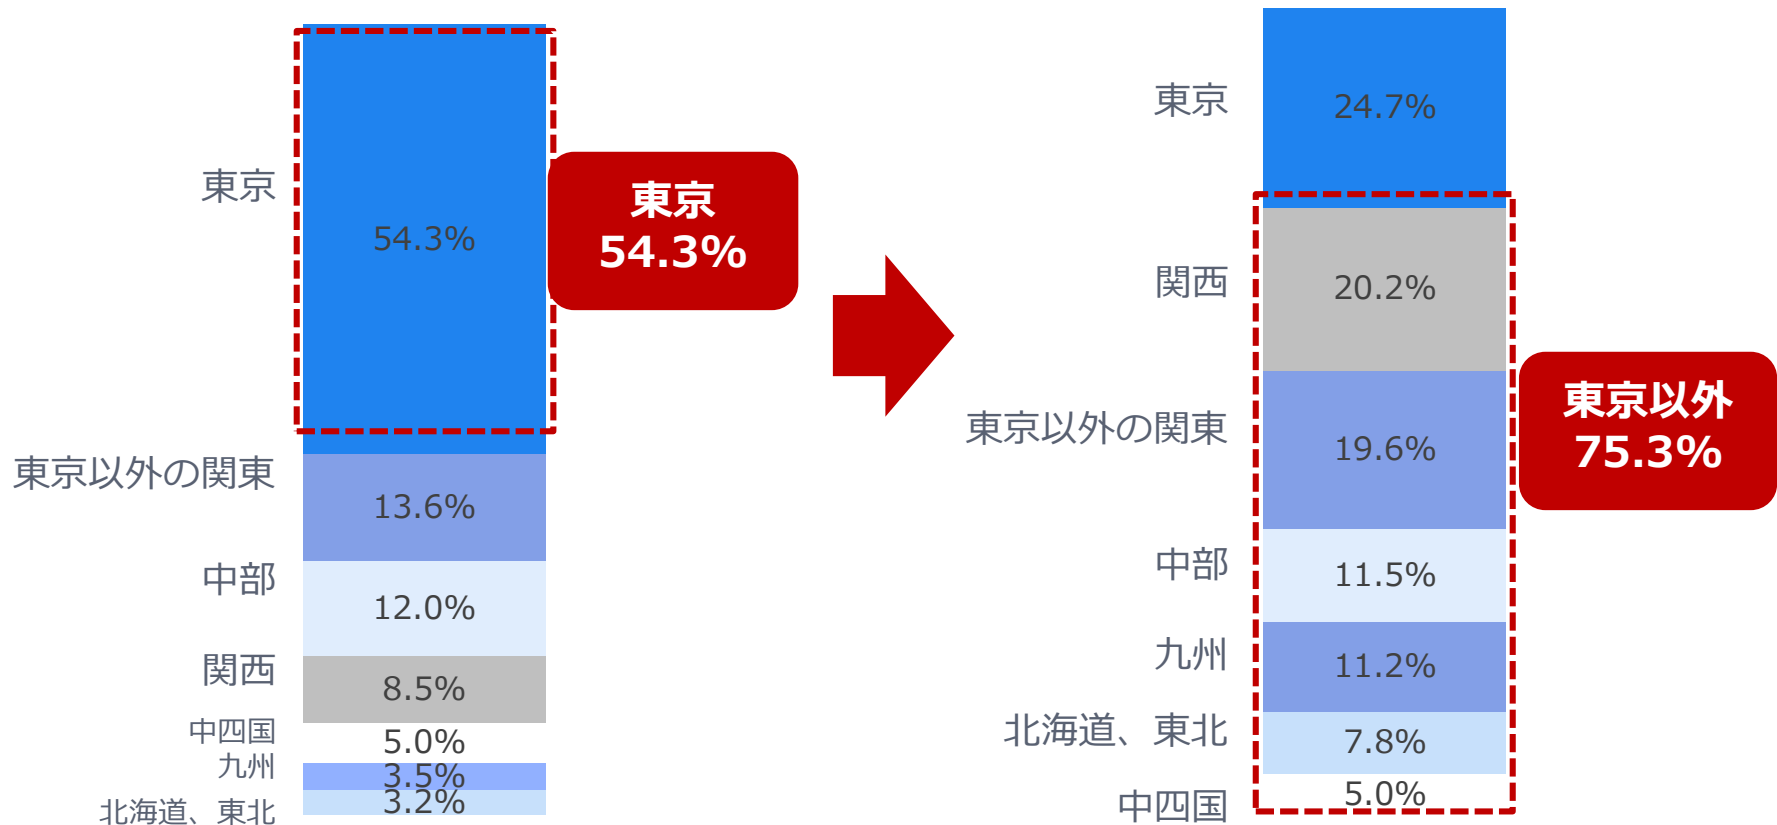 東京
54.3%
東京以外の関東
13.6%
中部
12.0%
関西
8.5%
中四国
5.0%
九州
3.5%
北海道、東北
3.2%
東京
54.3%
東京
24.7%
関西
20.2%
東京以外の関東
19.6%
中部
11.5%
九州
11.2%
北海道、東北
7.8%
中四国
5.0%
東京以外
75.3%